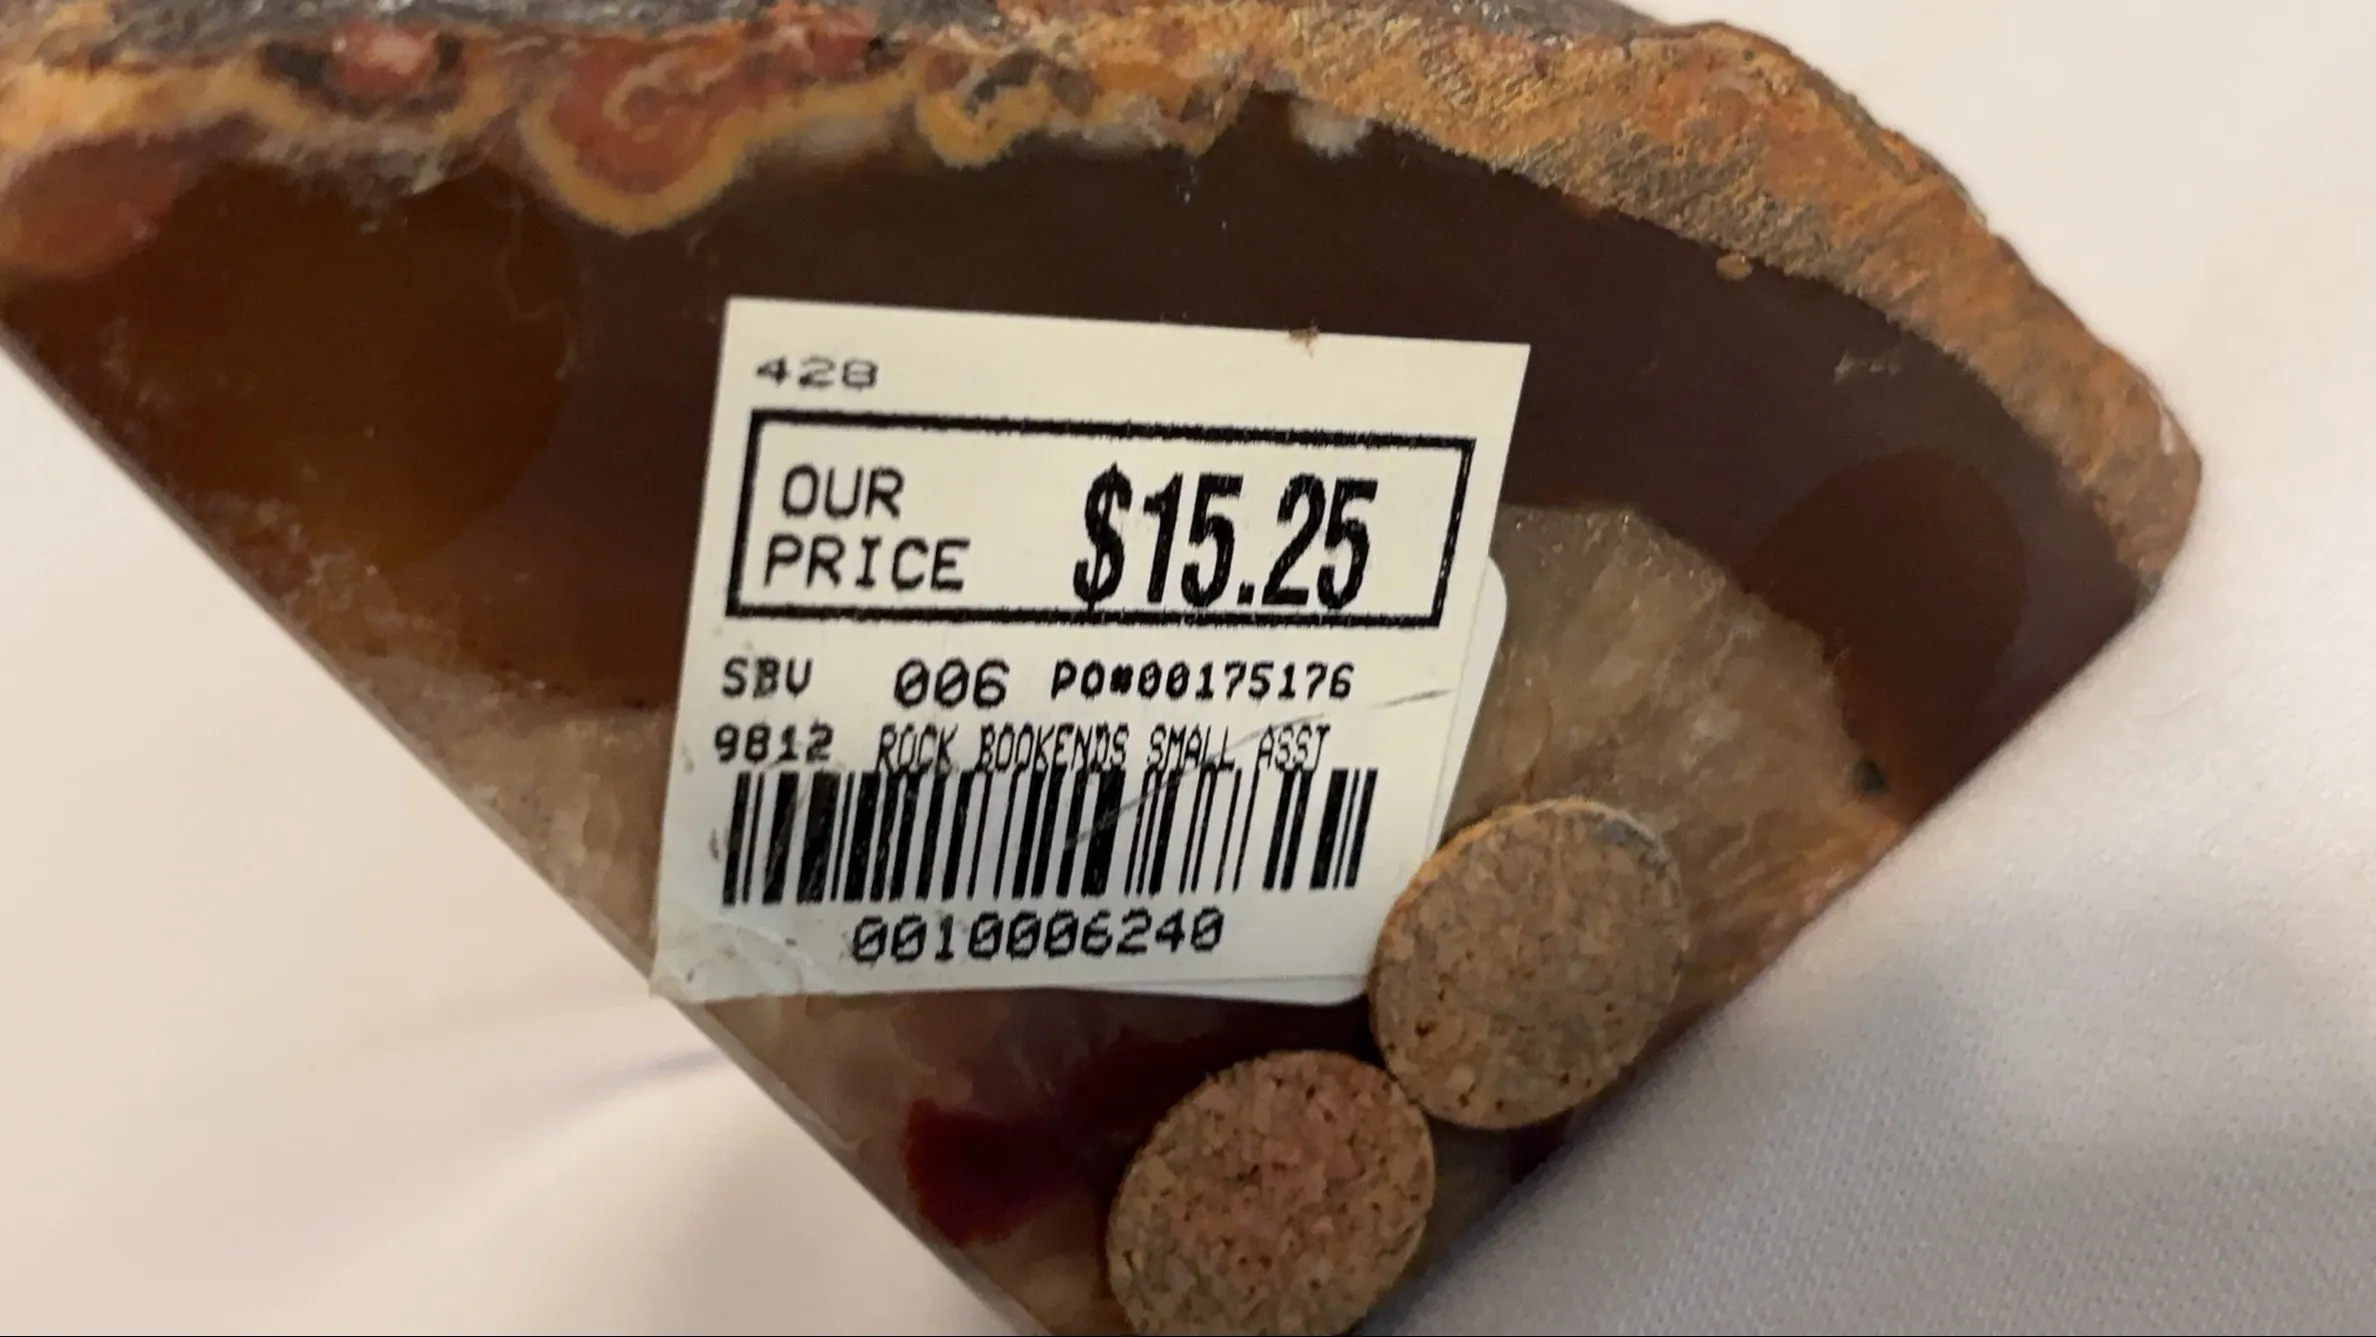 428
OUR
PRICE $15.25
SBV 006 PO#00175176
9812 ROCK BOOKENDS SMALL ASST
0010006240